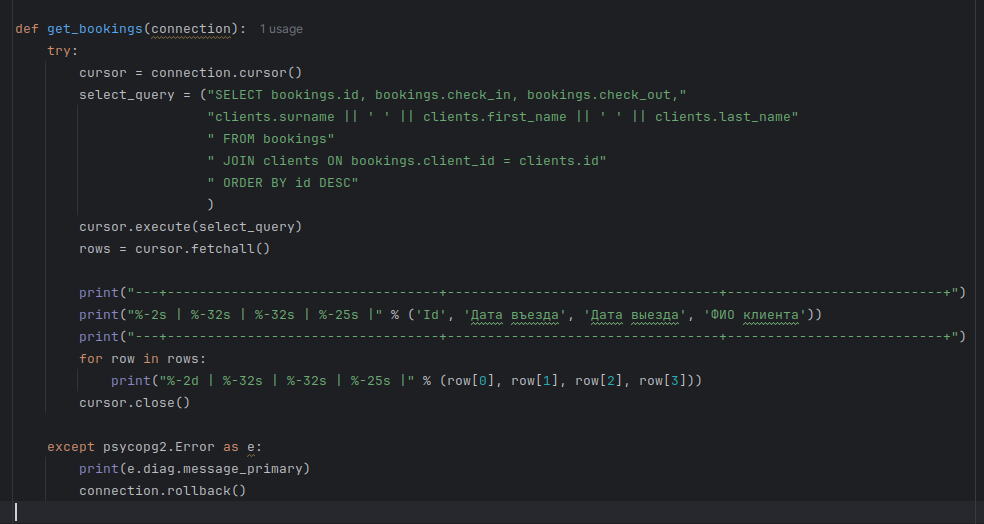 def get_bookings(connection): 1 usage
    try:
        cursor = connection.cursor()
        select_query = ("SELECT bookings.id, bookings.check_in, bookings.check_out,"
                        "clients.surname || ' ' || clients.first_name || ' ' || clients.last_name"
                        " FROM bookings"
                        " JOIN clients ON bookings.client_id = clients.id"
                        " ORDER BY id DESC"
                        )
        cursor.execute(select_query)
        rows = cursor.fetchall()
        print("---+----------------------------------+----------------------------------+---------------------------+")
        print("%-2s | %-32s | %-32s | %-25s |" % ('Id', 'Дата въезда', 'Дата выезда', 'ФИО клиента'))
        print("---+----------------------------------+----------------------------------+---------------------------+")
        for row in rows:
            print("%-2d | %-32s | %-32s | %-25s |" % (row[0], row[1], row[2], row[3]))
        cursor.close()
    except psycopg2.Error as e:
        print(e.diag.message_primary)
        connection.rollback()